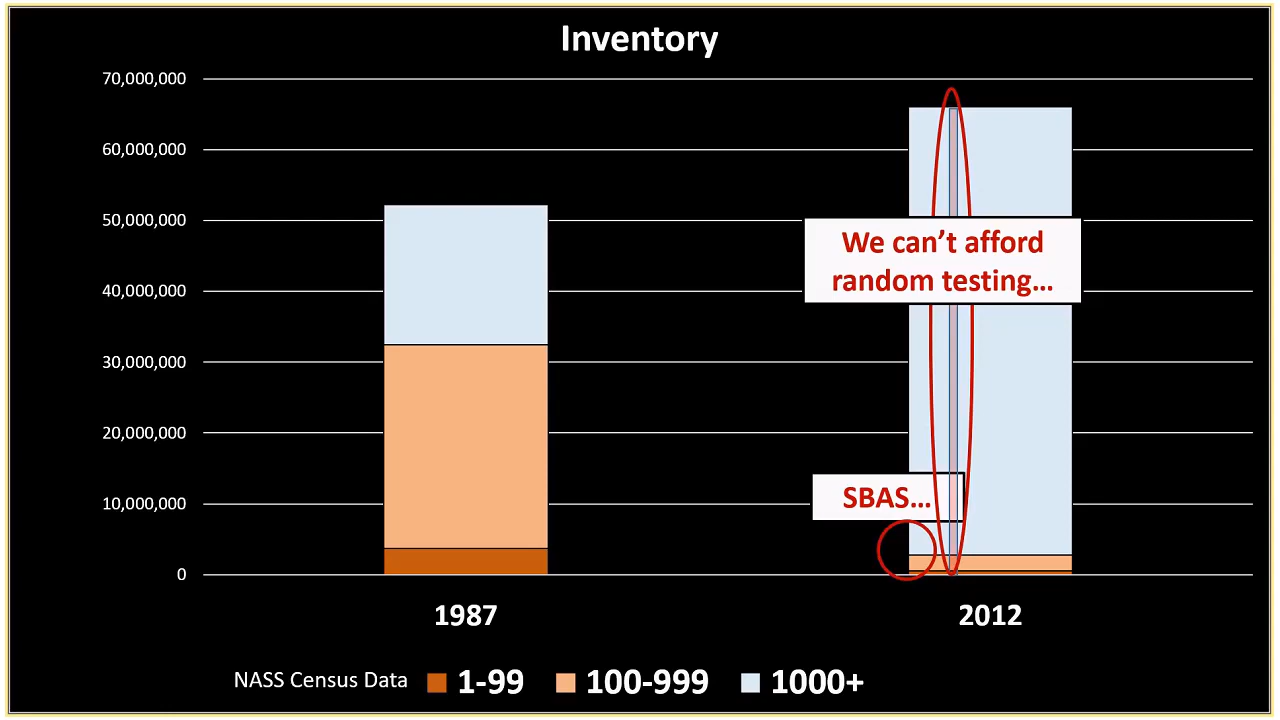 Inventory
70,000,000
60,000,000
50,000,000
40,000,000
30,000,000
20,000,000
10,000,000
0
We can’t afford
random testing…
SBAS…
1987
2012
NASS Census Data
1-99
100-999
1000+